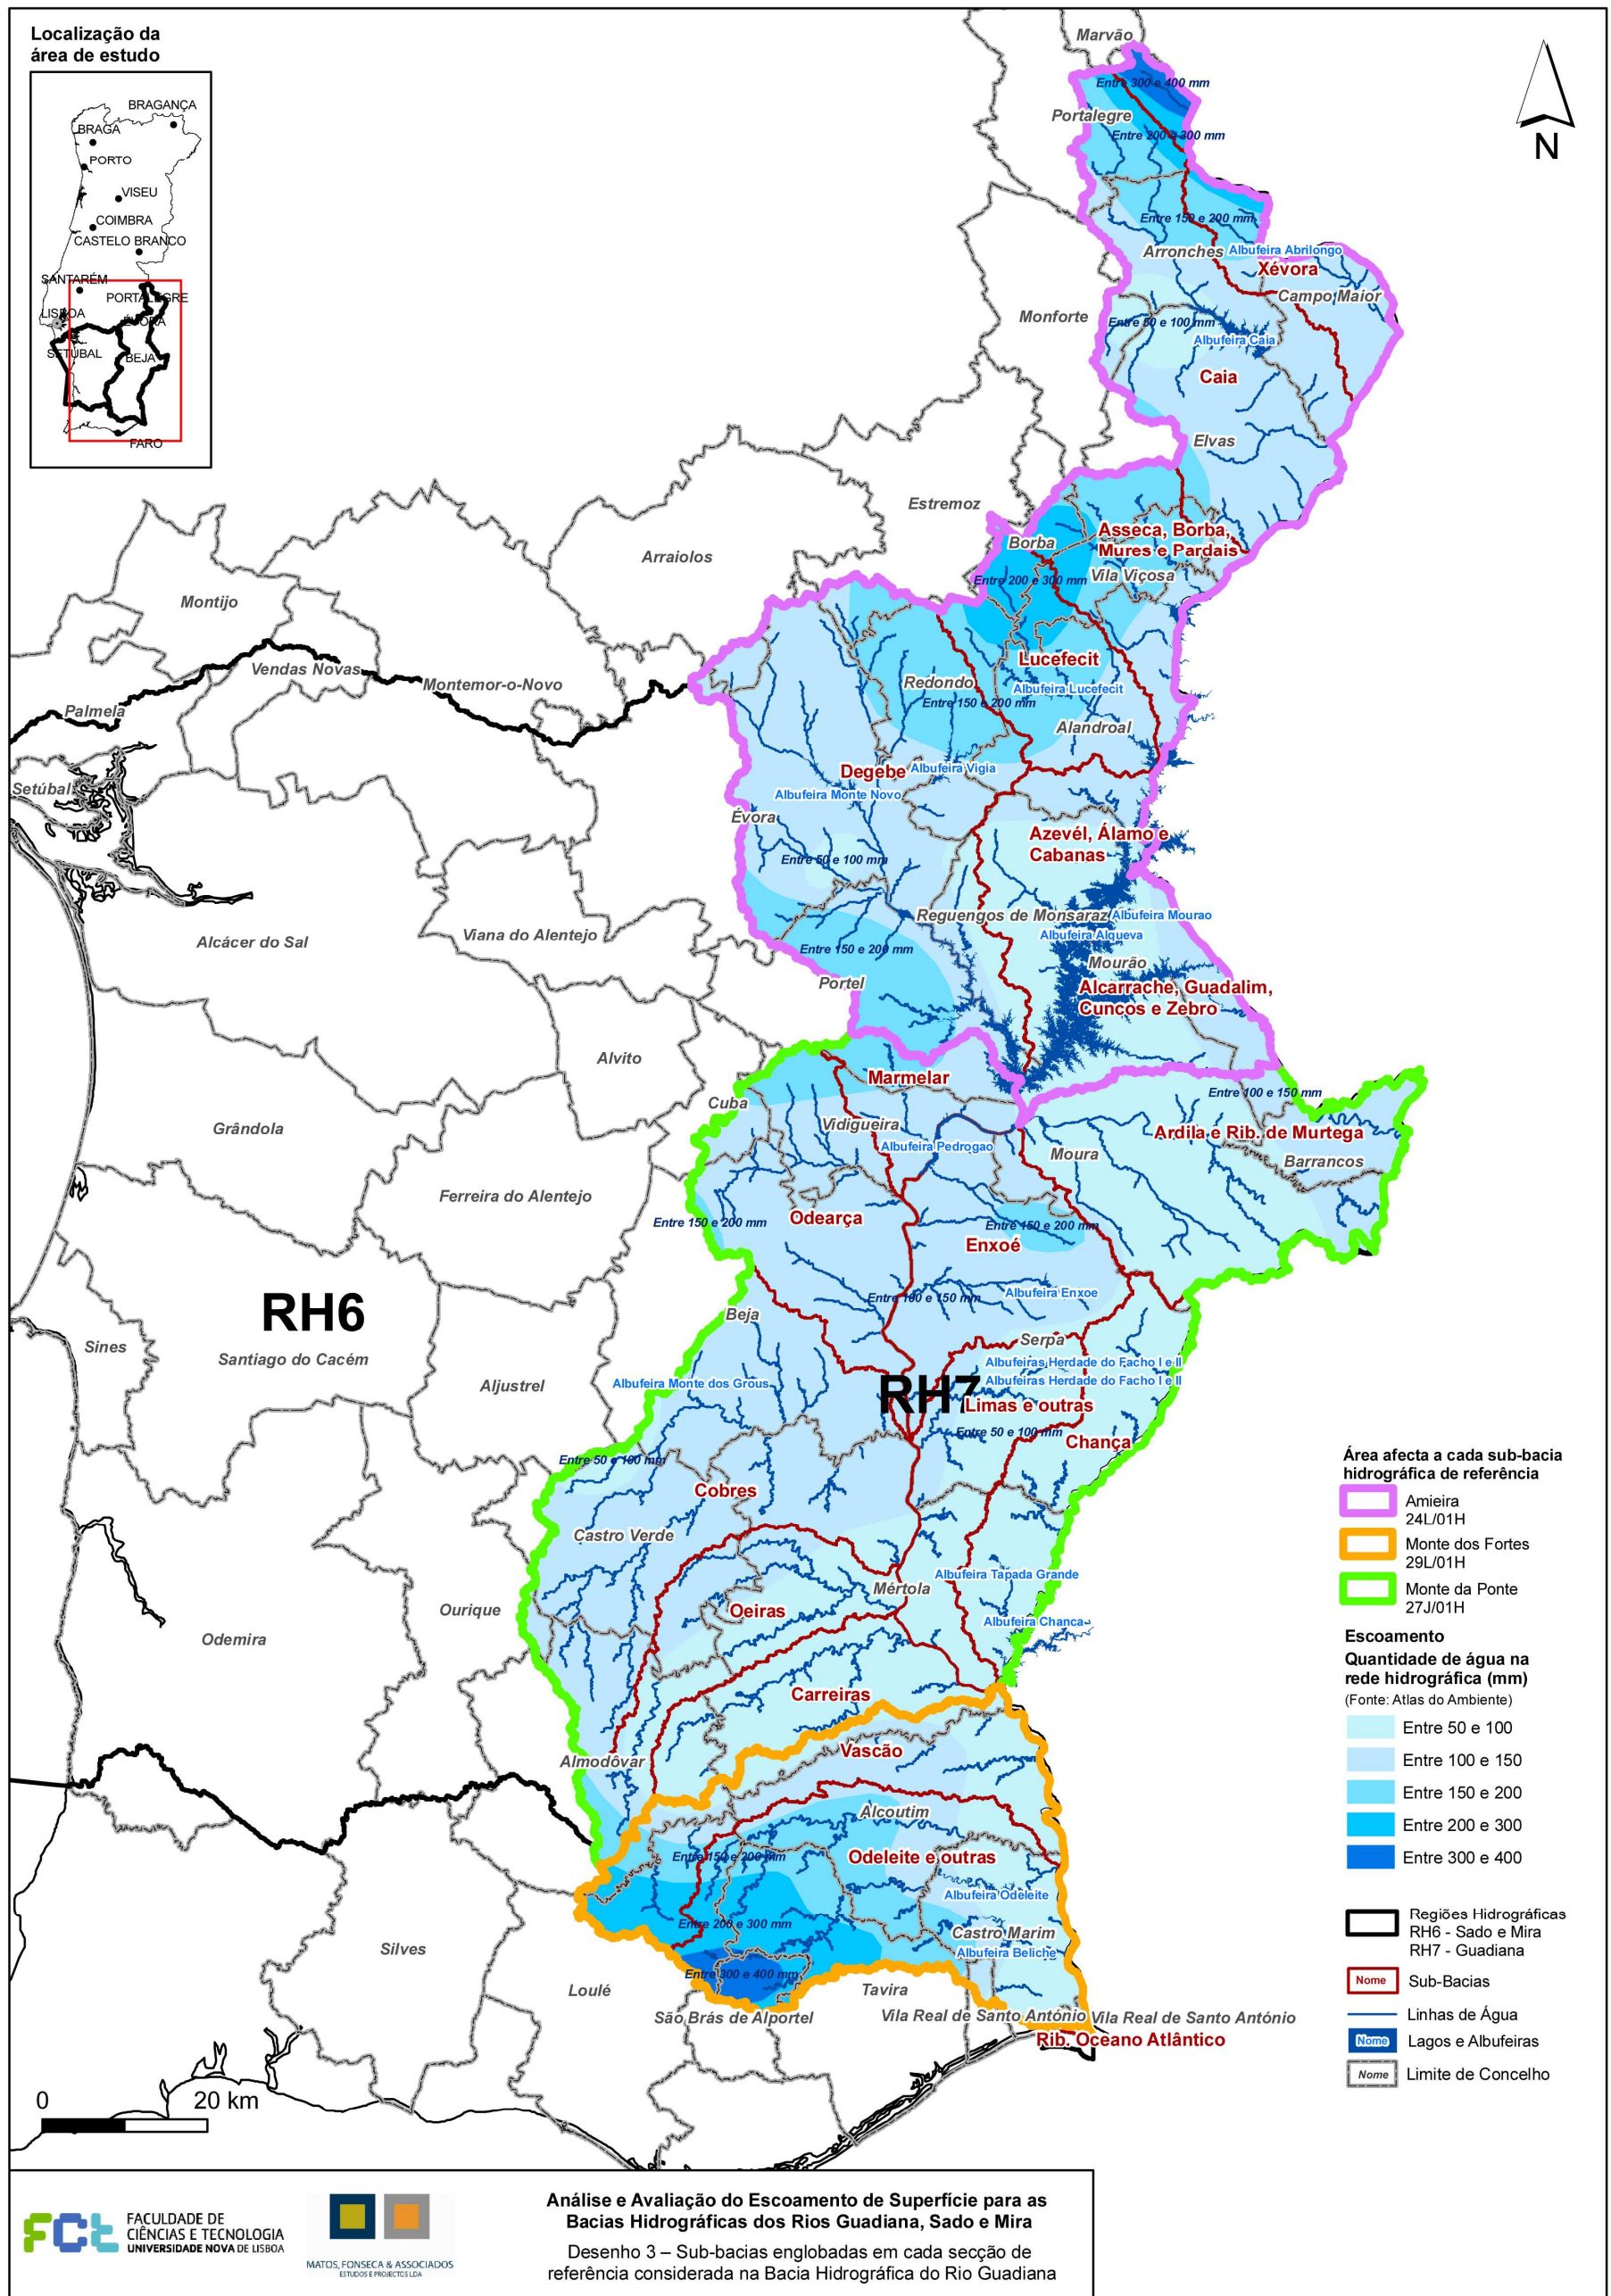 Localização da
área de estudo
BRAGANÇA
BRAGA
PORTO
VISEU
COIMBRA
CASTELO BRANCO
SANTARÉM
PORTALEGRE
LISBOA
ÉVORA
SETÚBAL
BEJA
FARO
N
Marvão
Entre 300 e 400 mm
Portalegre
Entre 200 e 300 mm
Entre 150 e 200 mm
Arronches
Albufeira Abrilongo
Xévora
Campo Maior
Monforte
Entre 50 e 100 mm
Albufeira Caia
Caia
Elvas
Estremoz
Asseca, Borba,
Mures e Pardais
Borba
Arraiolos
Entre 200 e 300 mm
Vila Viçosa
Montijo
Lucefecit
Vendas Novas
Montemor-o-Novo
Redondo
Albufeira Lucefecit
Entre 150 e 200 mm
Palmela
Alandroal
Degebe
Albufeira Vigia
Setúbal
Albufeira Monte Novo
Évora
Azevél, Álamo e
Cabanas
Entre 50 e 100 mm
Reguengos de Monsaraz
Albufeira Mourao
Albufeira Alqueva
Alcácer do Sal
Viana do Alentejo
Entre 150 e 200 mm
Mourão
Portel
Alcarrache, Guadalim,
Cuncos e Zebro
Alvito
Marmelar
Entre 100 e 150 mm
Cuba
Grândola
Vidigueira
Ardila e Rib. de Murtega
Albufeira Pedrogao
Moura
Barrancos
Ferreira do Alentejo
Entre 150 e 200 mm
Odearça
Entre 150 e 200 mm
Enxoé
Entre 100 e 150 mm
Albufeira Enxoe
RH6
Beja
Sines
Serpa
Santiago do Cacém
Albufeiras Herdade do Facho I e II
Albufeiras Herdade do Facho I e II
Aljustrel
Albufeira Monte dos Grous
RH7
Limas e outras
Entre 50 e 100 mm
Chança
Entre 50 e 100 mm
Cobres
Castro Verde
Albufeira Tapada Grande
Mértola
Ourique
Oeiras
Albufeira Chanca
Odemira
Carreiras
Vascão
Almodôvar
Alcoutim
Entre 150 e 200 mm
Odeleite e outras
Albufeira Odeleite
Entre 200 e 300 mm
Castro Marim
Silves
Albufeira Beliche
Entre 300 e 400 mm
Loulé
Tavira
São Brás de Alportel
Vila Real de Santo António
Vila Real de Santo António
Rib. Oceano Atlântico
0
20 km
Área afecta a cada sub-bacia
hidrográfica de referência
Amieira
24L/01H
Monte dos Fortes
29L/01H
Monte da Ponte
27J/01H
Escoamento
Quantidade de água na
rede hidrográfica (mm)
(Fonte: Atlas do Ambiente)
Entre 50 e 100
Entre 100 e 150
Entre 150 e 200
Entre 200 e 300
Entre 300 e 400
Regiões Hidrográficas
RH6 - Sado e Mira
RH7 - Guadiana
Nome Sub-Bacias
Linhas de Água
Nome Lagos e Albufeiras
Nome Limite de Concelho
FCt
FACULDADE DE
CIÊNCIAS E TECNOLOGIA
UNIVERSIDADE NOVA DE LISBOA
MATOS, FONSECA & ASSOCIADOS
ESTUDOS E PROJECTOS LDA
Análise e Avaliação do Escoamento de Superfície para as
Bacias Hidrográficas dos Rios Guadiana, Sado e Mira
Desenho 3 – Sub-bacias englobadas em cada secção de
referência considerada na Bacia Hidrográfica do Rio Guadiana